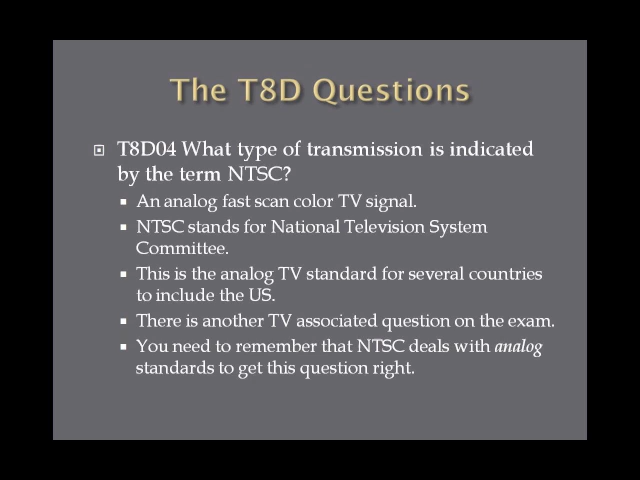 The T8D Questions
T8D04 What type of transmission is indicated
by the term NTSC?
An analog fast scan color TV signal.
NTSC stands for National Television System
Committee.
This is the analog TV standard for several countries
to include the US.
There is another TV associated question on the exam.
You need to remember that NTSC deals with analog
standards to get this question right.